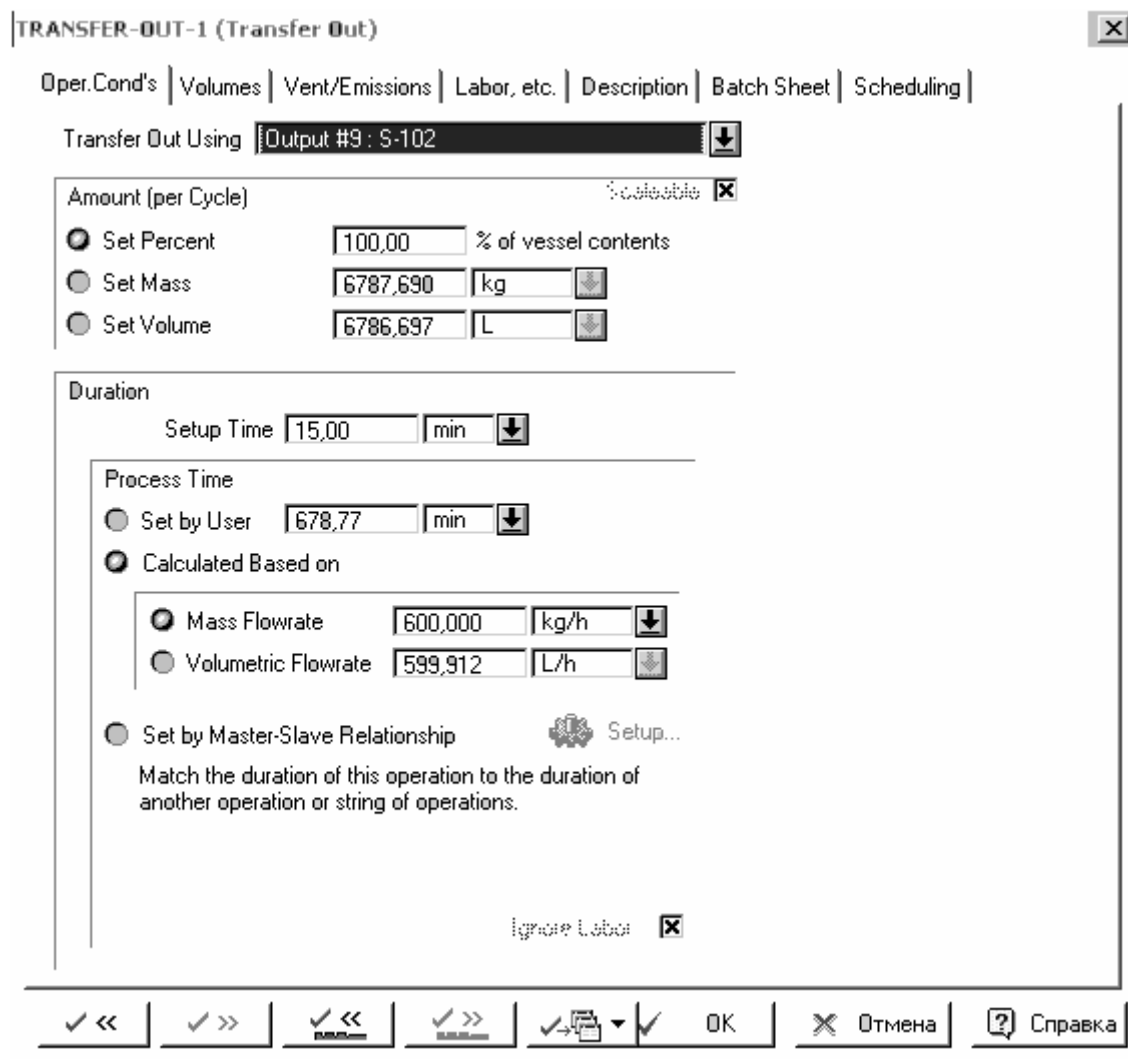 TRANSFER-OUT-1 (Transfer Out)
Oper.Cond's Volumes Vent/Emissions Labor, etc. Description Batch Sheet Scheduling
Transfer Out Using Output #9 : S-102
Amount (per Cycle) Scaleable
Set Percent 100,00 % of vessel contents
Set Mass 6787,690 kg
Set Volume 6786,697 L
Duration
Setup Time 15,00 min
Process Time
Set by User 678,77 min
Calculated Based on
Mass Flowrate 600,000 kg/h
Volumetric Flowrate 599,912 L/h
Set by Master-Slave Relationship Setup...
Match the duration of this operation to the duration of
another operation or string of operations.
Ignore Labor
OK Отмена Справка